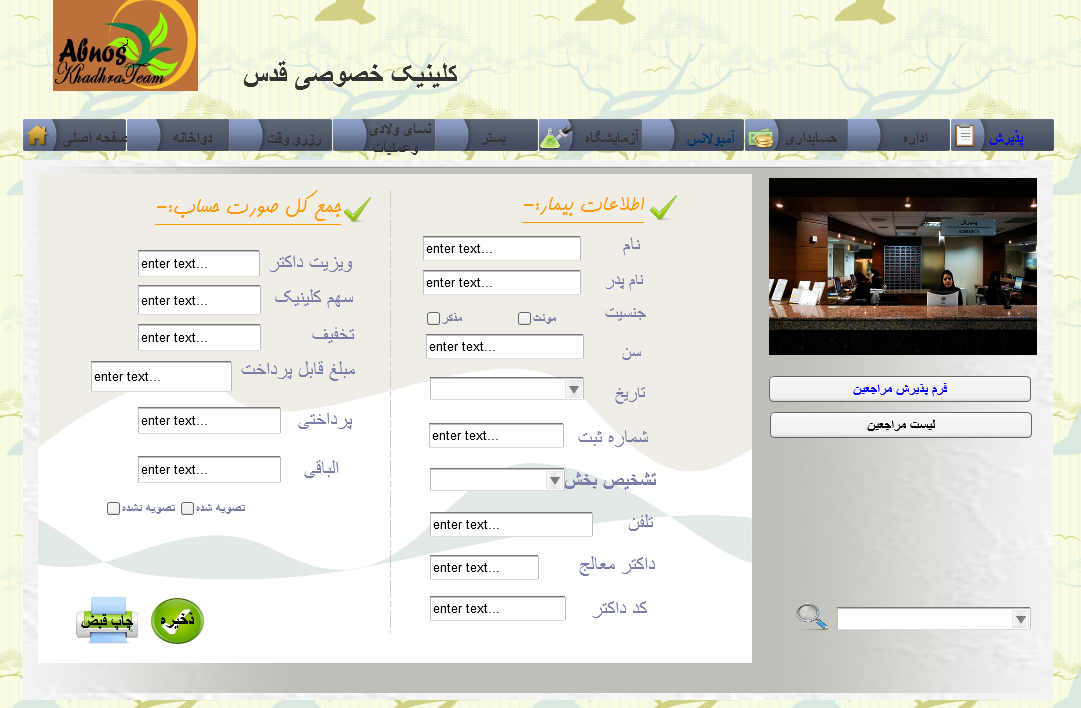 Abnos
KhadhraTeam
کلینیک خصوصی قدس
پذیرش
اداره
حسابداری
آمبولانس
آزمایشگاه
بستر
نسای ولادی
و عملیات
رزرو وقت
دواخانه
صفحه اصلی
پذیرش
فرم پذیرش مراجعین
لیست مراجعین
اطلاعات بیمار:-
نام enter text...
نام پدر enter text...
جنسیت مونث مذکر
سن enter text...
تاریخ
شماره ثبت enter text...
تشخیص بخش
تلفن enter text...
داکتر معالج enter text...
کد داکتر enter text...
جمع کل صورت حساب:-
ویزیت داکتر enter text...
سهم کلینیک enter text...
تخفیف enter text...
مبلغ قابل پرداخت enter text...
پرداختی enter text...
الباقی enter text...
تصویه شده تصویه نشده
ذخیره
چاپ قبض